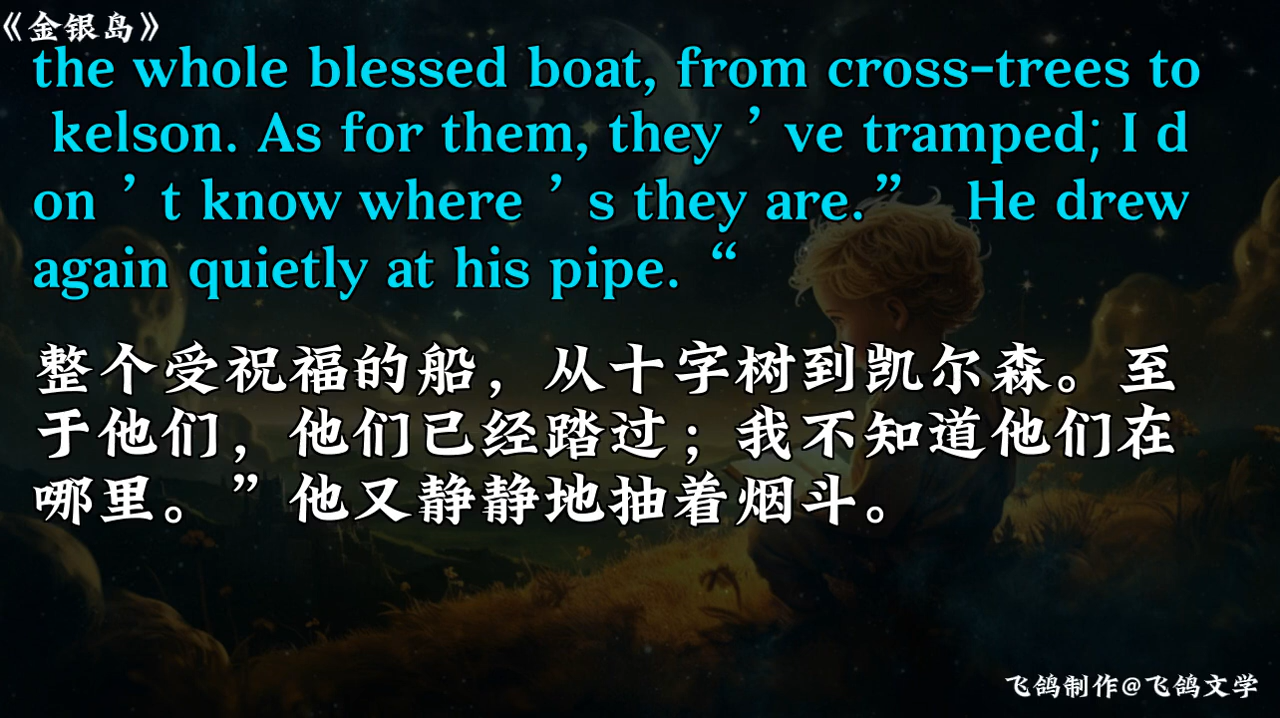 《金银岛》
the whole blessed boat, from cross-trees to
kelson. As for them, they ’ ve tramped; I d
on ’ t know where ’ s they are.” He drew
again quietly at his pipe. “
整个受祝福的船，从十字树到凯尔森。至
于他们，他们已经踏过；我不知道他们在
哪里。”他又静静地抽着烟斗。
飞鸽制作@飞鸽文学